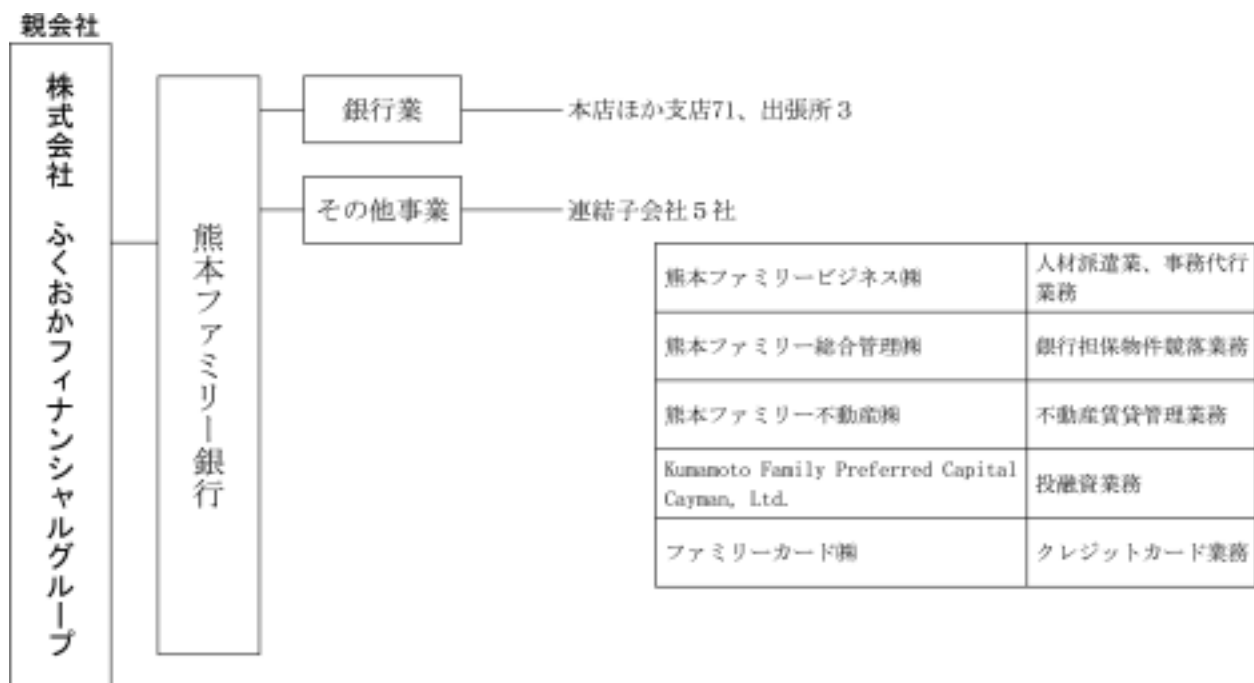 親会社
株式会社 ふくおかフィナンシャルグループ
熊本ファミリー銀行
銀行業
本店ほか支店71、出張所3
その他事業
連結子会社5社
熊本ファミリービジネス㈱
人材派遣業、事務代行
業務
熊本ファミリー総合管理㈱
銀行担保物件競落業務
熊本ファミリー不動産㈱
不動産賃貸管理業務
Kumamoto Family Preferred Capital
Cayman, Ltd.
投融資業務
ファミリーカード㈱
クレジットカード業務